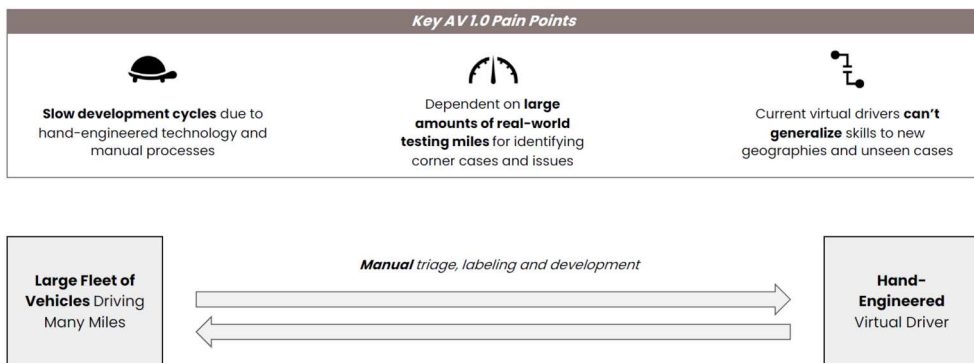 Key AV 1.0 Pain Points
Slow development cycles due to
hand-engineered technology and
manual processes
Dependent on large
amounts of real-world
testing miles for identifying
corner cases and issues
Current virtual drivers can't
generalize skills to new
geographies and unseen cases
Large Fleet of
Vehicles Driving
Many Miles
Manual triage, labeling and development
Hand-
Engineered
Virtual Driver